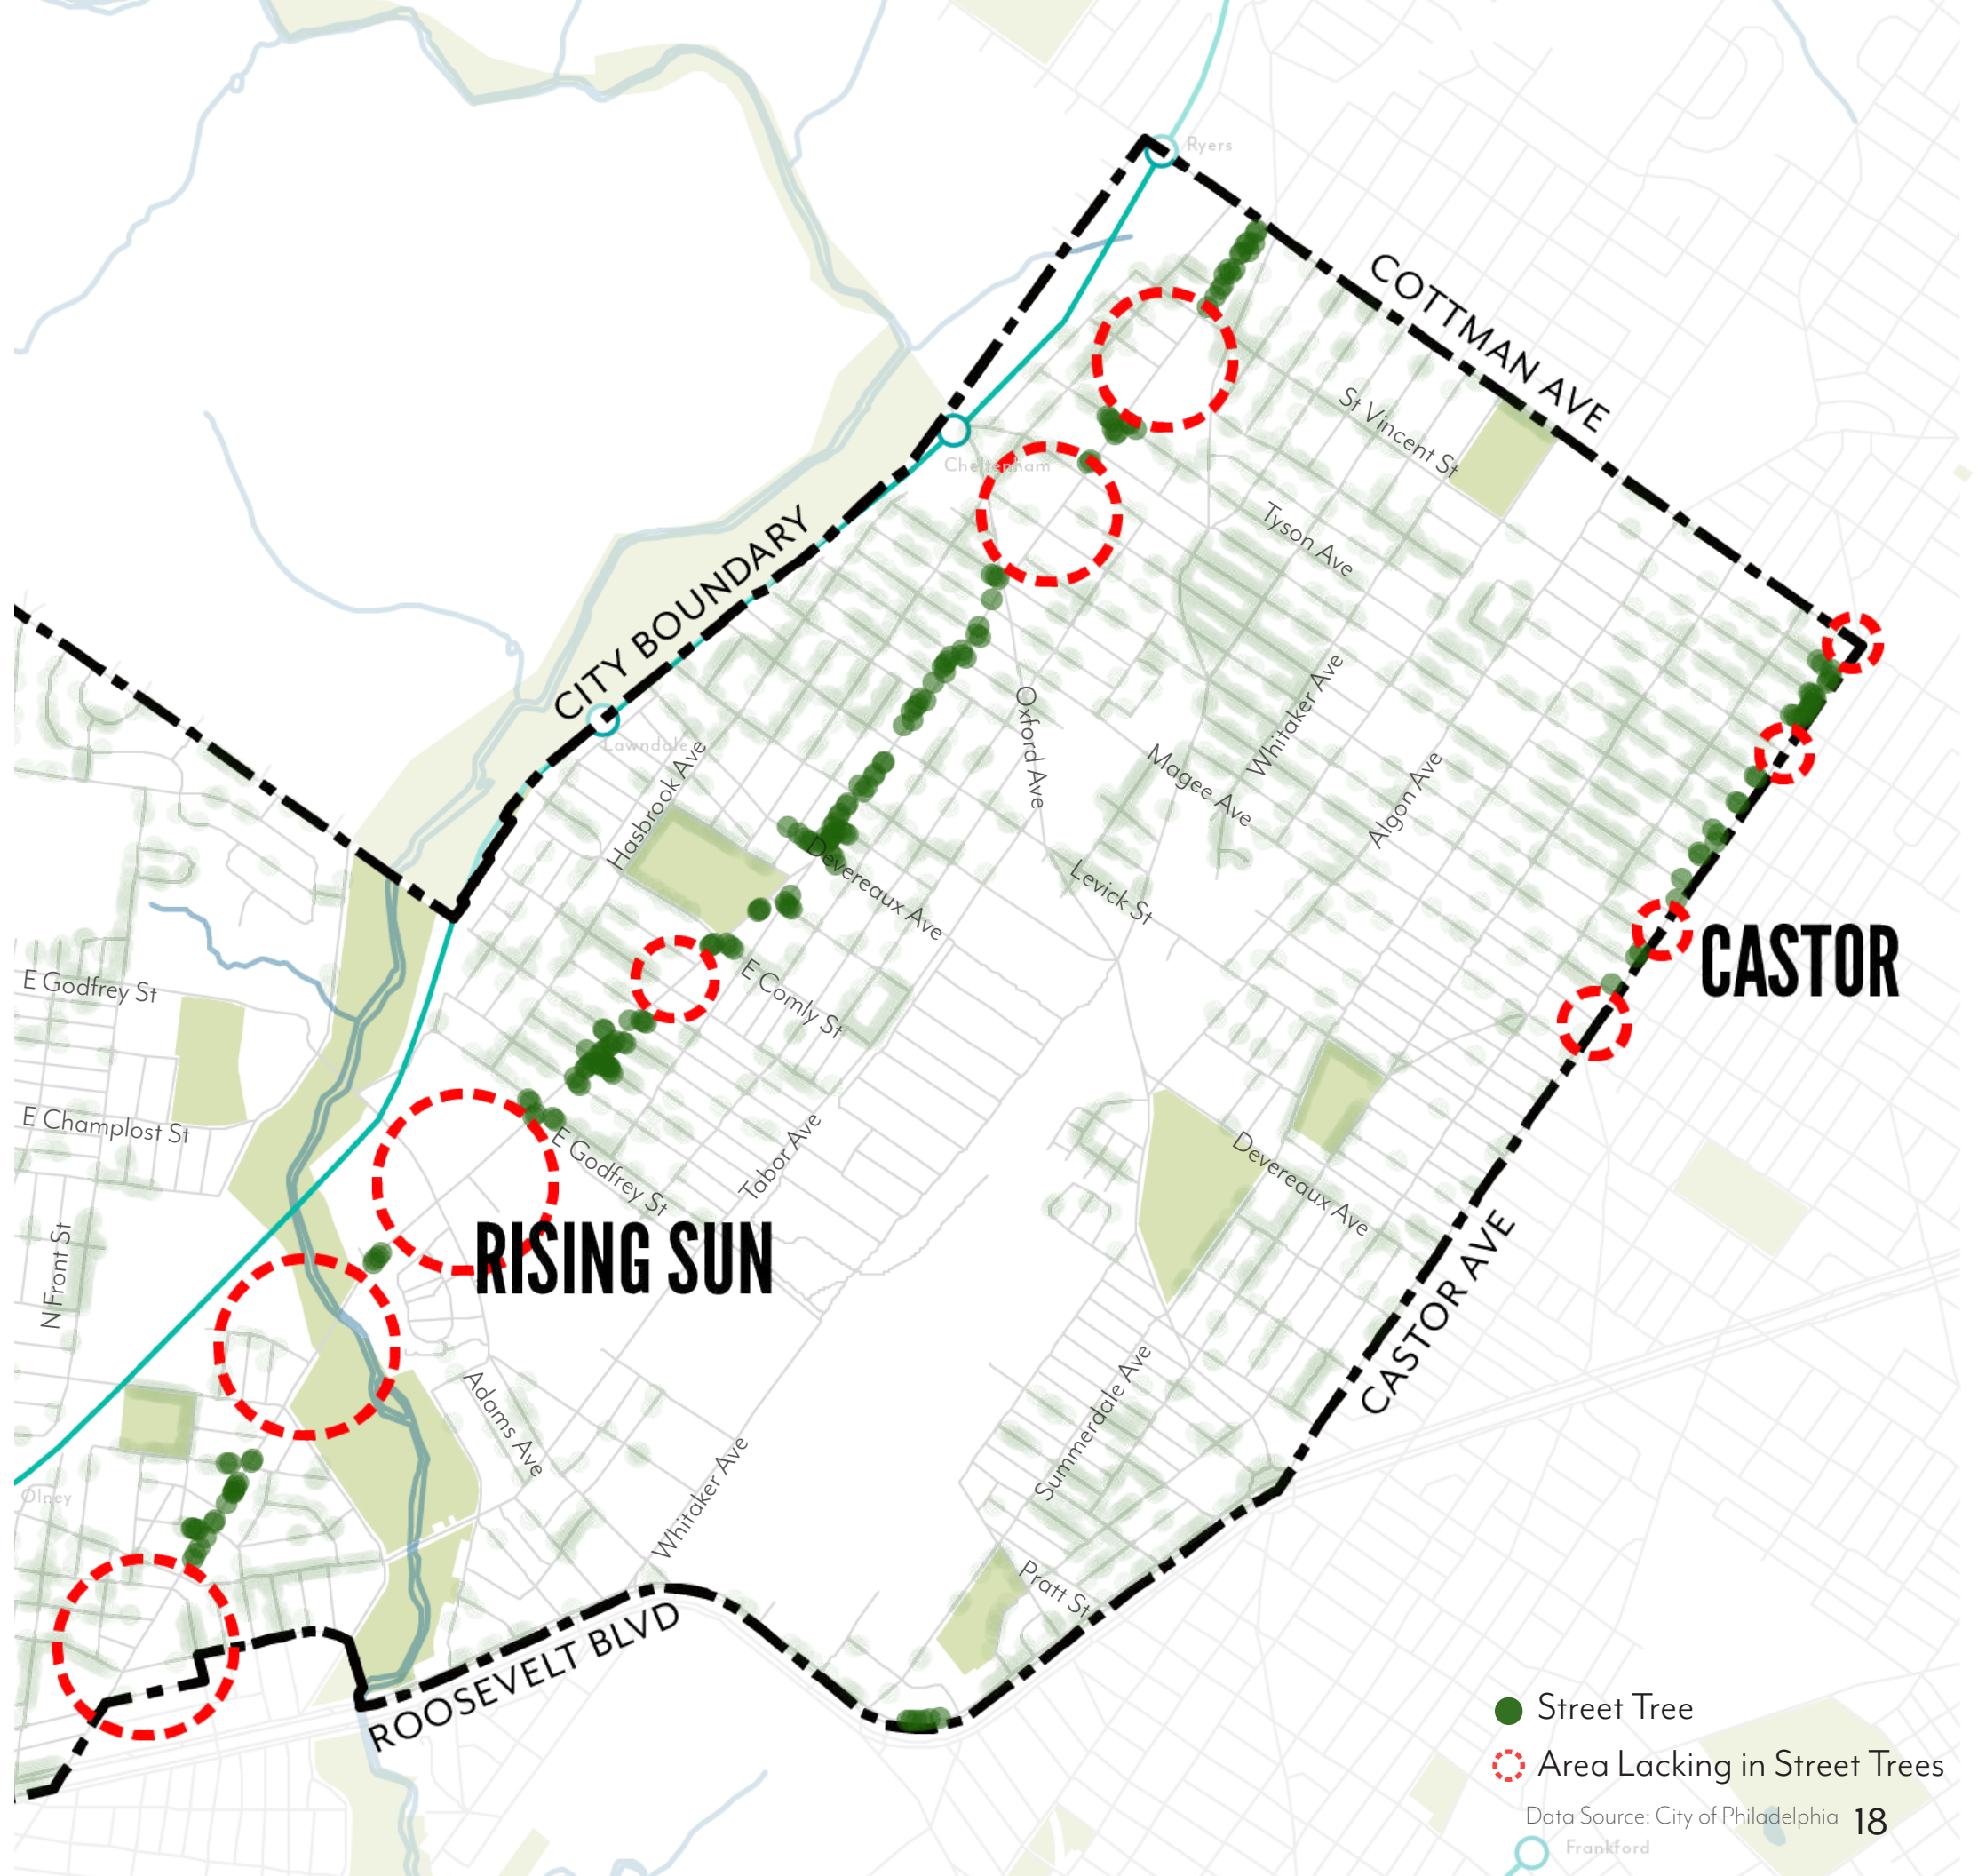 Ryers
COTTMAN AVE
St Vincent St
Cheltenham
CITY BOUNDARY
Tyson Ave
Lawndale
Hasbrook Ave
Oxford Ave
Whitaker Ave
Magee Ave
Algon Ave
Devereaux Ave
Levick St
CASTOR
E Godfrey St
E Comly St
E Champlost St
E Godfrey St
Tabor Ave
Devereaux Ave
N Front St
RISING SUN
CASTOR AVE
Adams Ave
Summerdale Ave
Whitaker Ave
Olney
Pratt St
ROOSEVELT BLVD
Street Tree
Area Lacking in Street Trees
Data Source: City of Philadelphia 18
Frankford